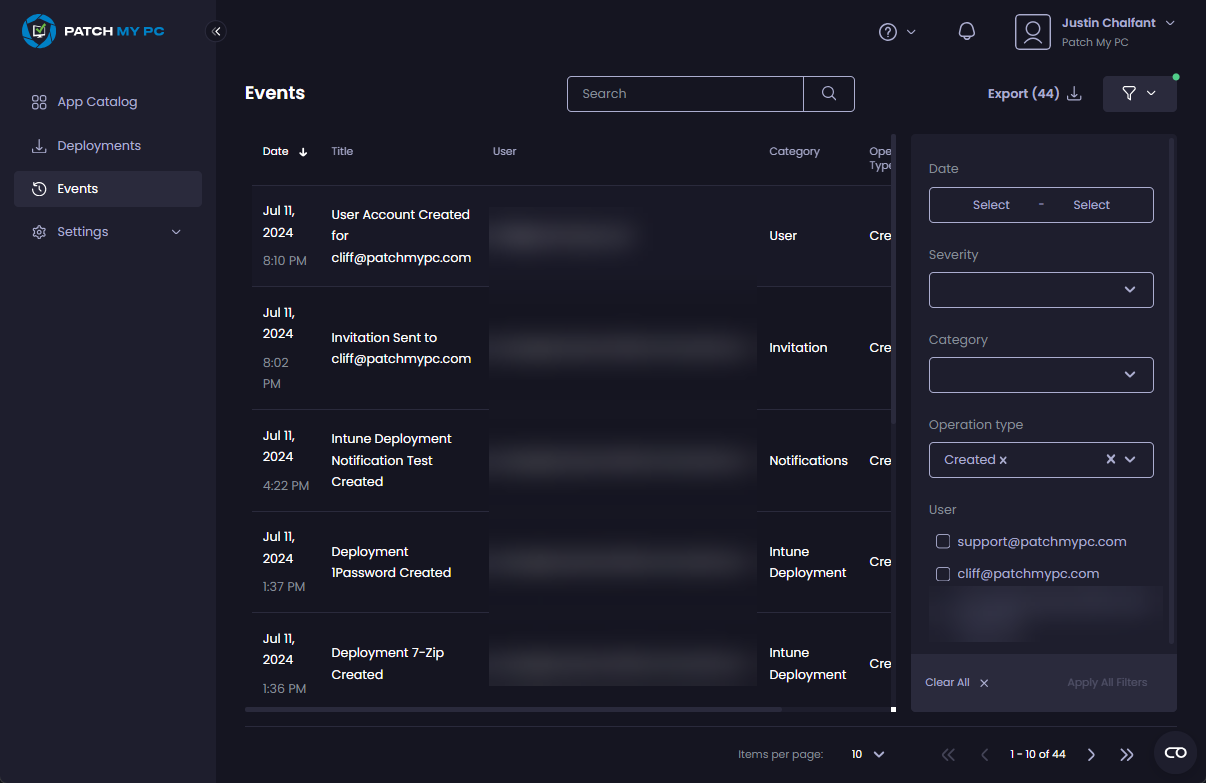 PATCH MY PC
Justin Chalfant
Patch My PC
App Catalog
Deployments
Events
Settings
Events
Search
Export (44)
Date
Title
User
Category
Ope
Type
Jul 11,
2024
8:10 PM
User Account Created
for
cliff@patchmypc.com
User
Cre
Jul 11,
2024
8:02
PM
Invitation Sent to
cliff@patchmypc.com
Invitation
Cre
Jul 11,
2024
4:22 PM
Intune Deployment
Notification Test
Created
Notifications
Cre
Jul 11,
2024
1:37 PM
Deployment
1Password Created
Intune
Deployment
Cre
Jul 11,
2024
1:36 PM
Deployment 7-Zip
Created
Intune
Deployment
Cre
Date
Select - Select
Severity
Category
Operation type
Created ×
User
support@patchmypc.com
cliff@patchmypc.com
Clear All ×
Apply All Filters
Items per page: 10
1 - 10 of 44